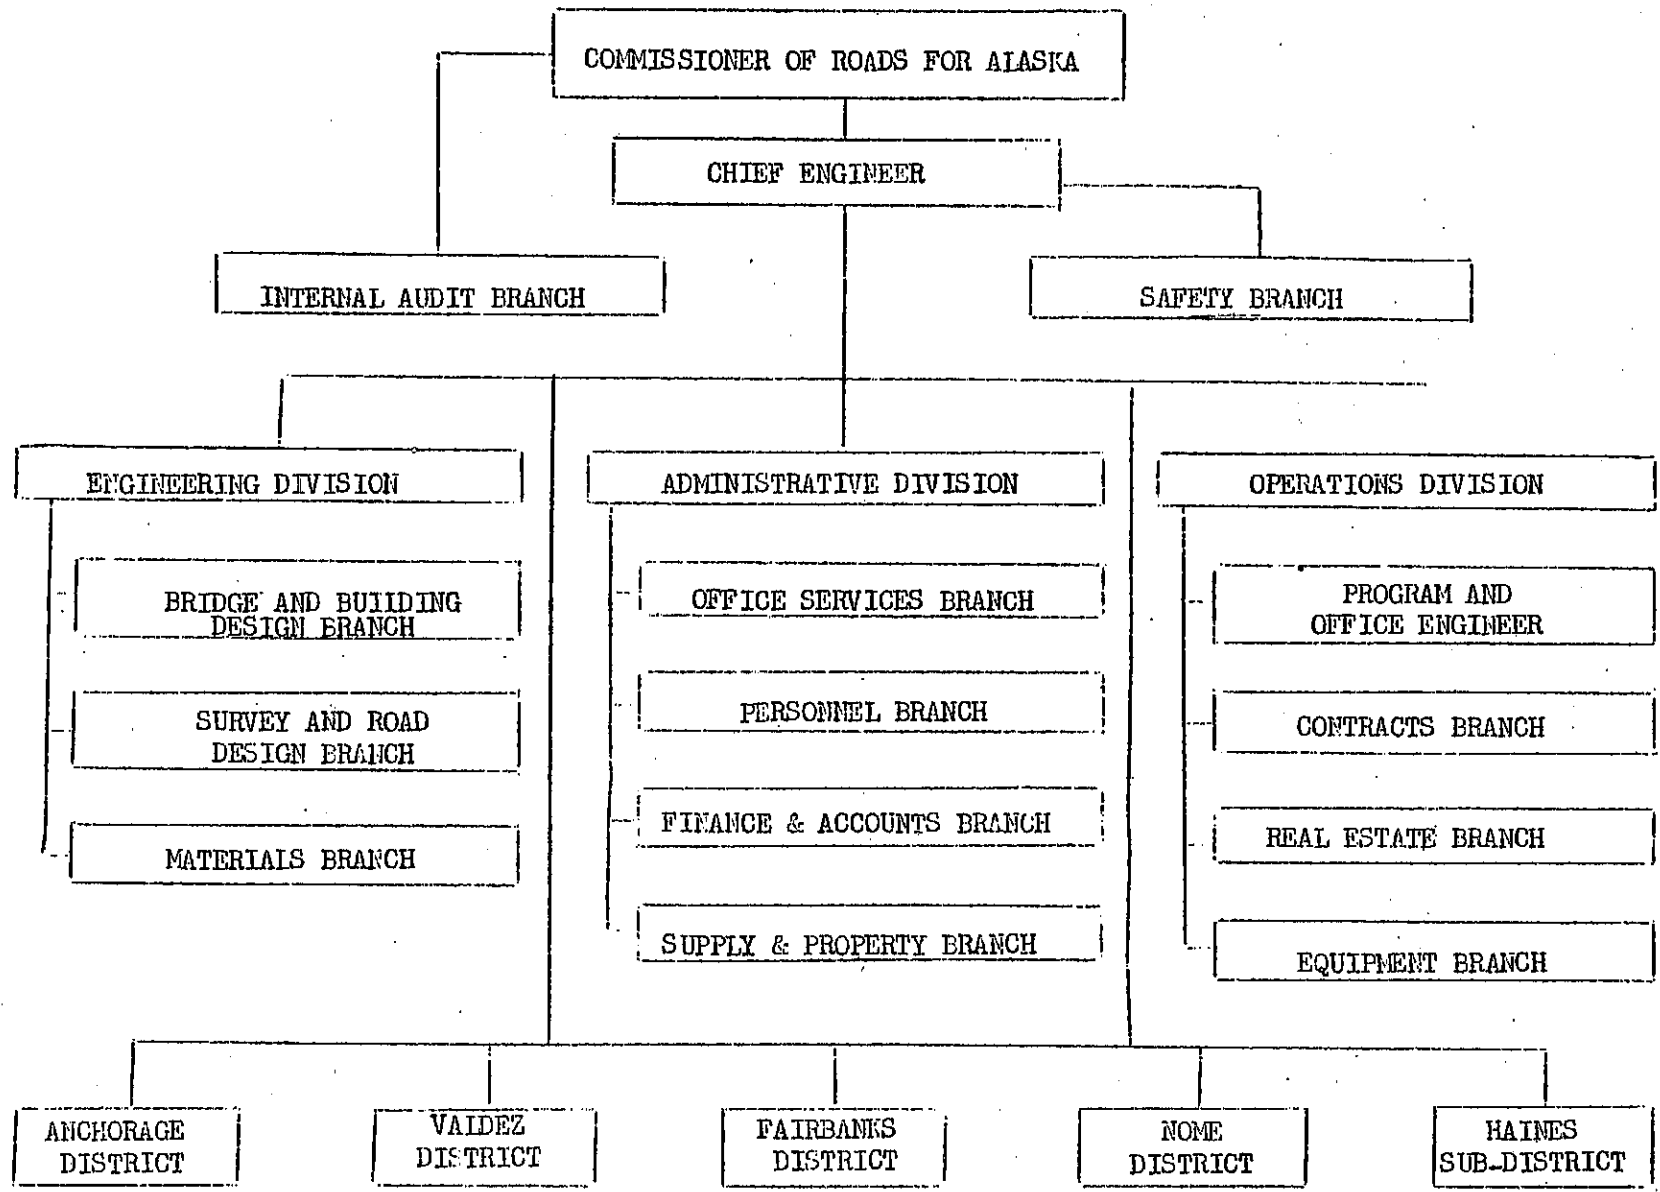 COMMISSIONER OF ROADS FOR ALASKA
CHIEF ENGINEER
INTERNAL AUDIT BRANCH
SAFETY BRANCH
ENGINEERING DIVISION
BRIDGE AND BUILDING
DESIGN BRANCH
SURVEY AND ROAD
DESIGN BRANCH
MATERIALS BRANCH
ADMINISTRATIVE DIVISION
OFFICE SERVICES BRANCH
PERSONNEL BRANCH
FINANCE & ACCOUNTS BRANCH
SUPPLY & PROPERTY BRANCH
OPERATIONS DIVISION
PROGRAM AND
OFFICE ENGINEER
CONTRACTS BRANCH
REAL ESTATE BRANCH
EQUIPMENT BRANCH
ANCHORAGE
DISTRICT
VALDEZ
DISTRICT
FAIRBANKS
DISTRICT
NOME
DISTRICT
HAINES
SUB-DISTRICT